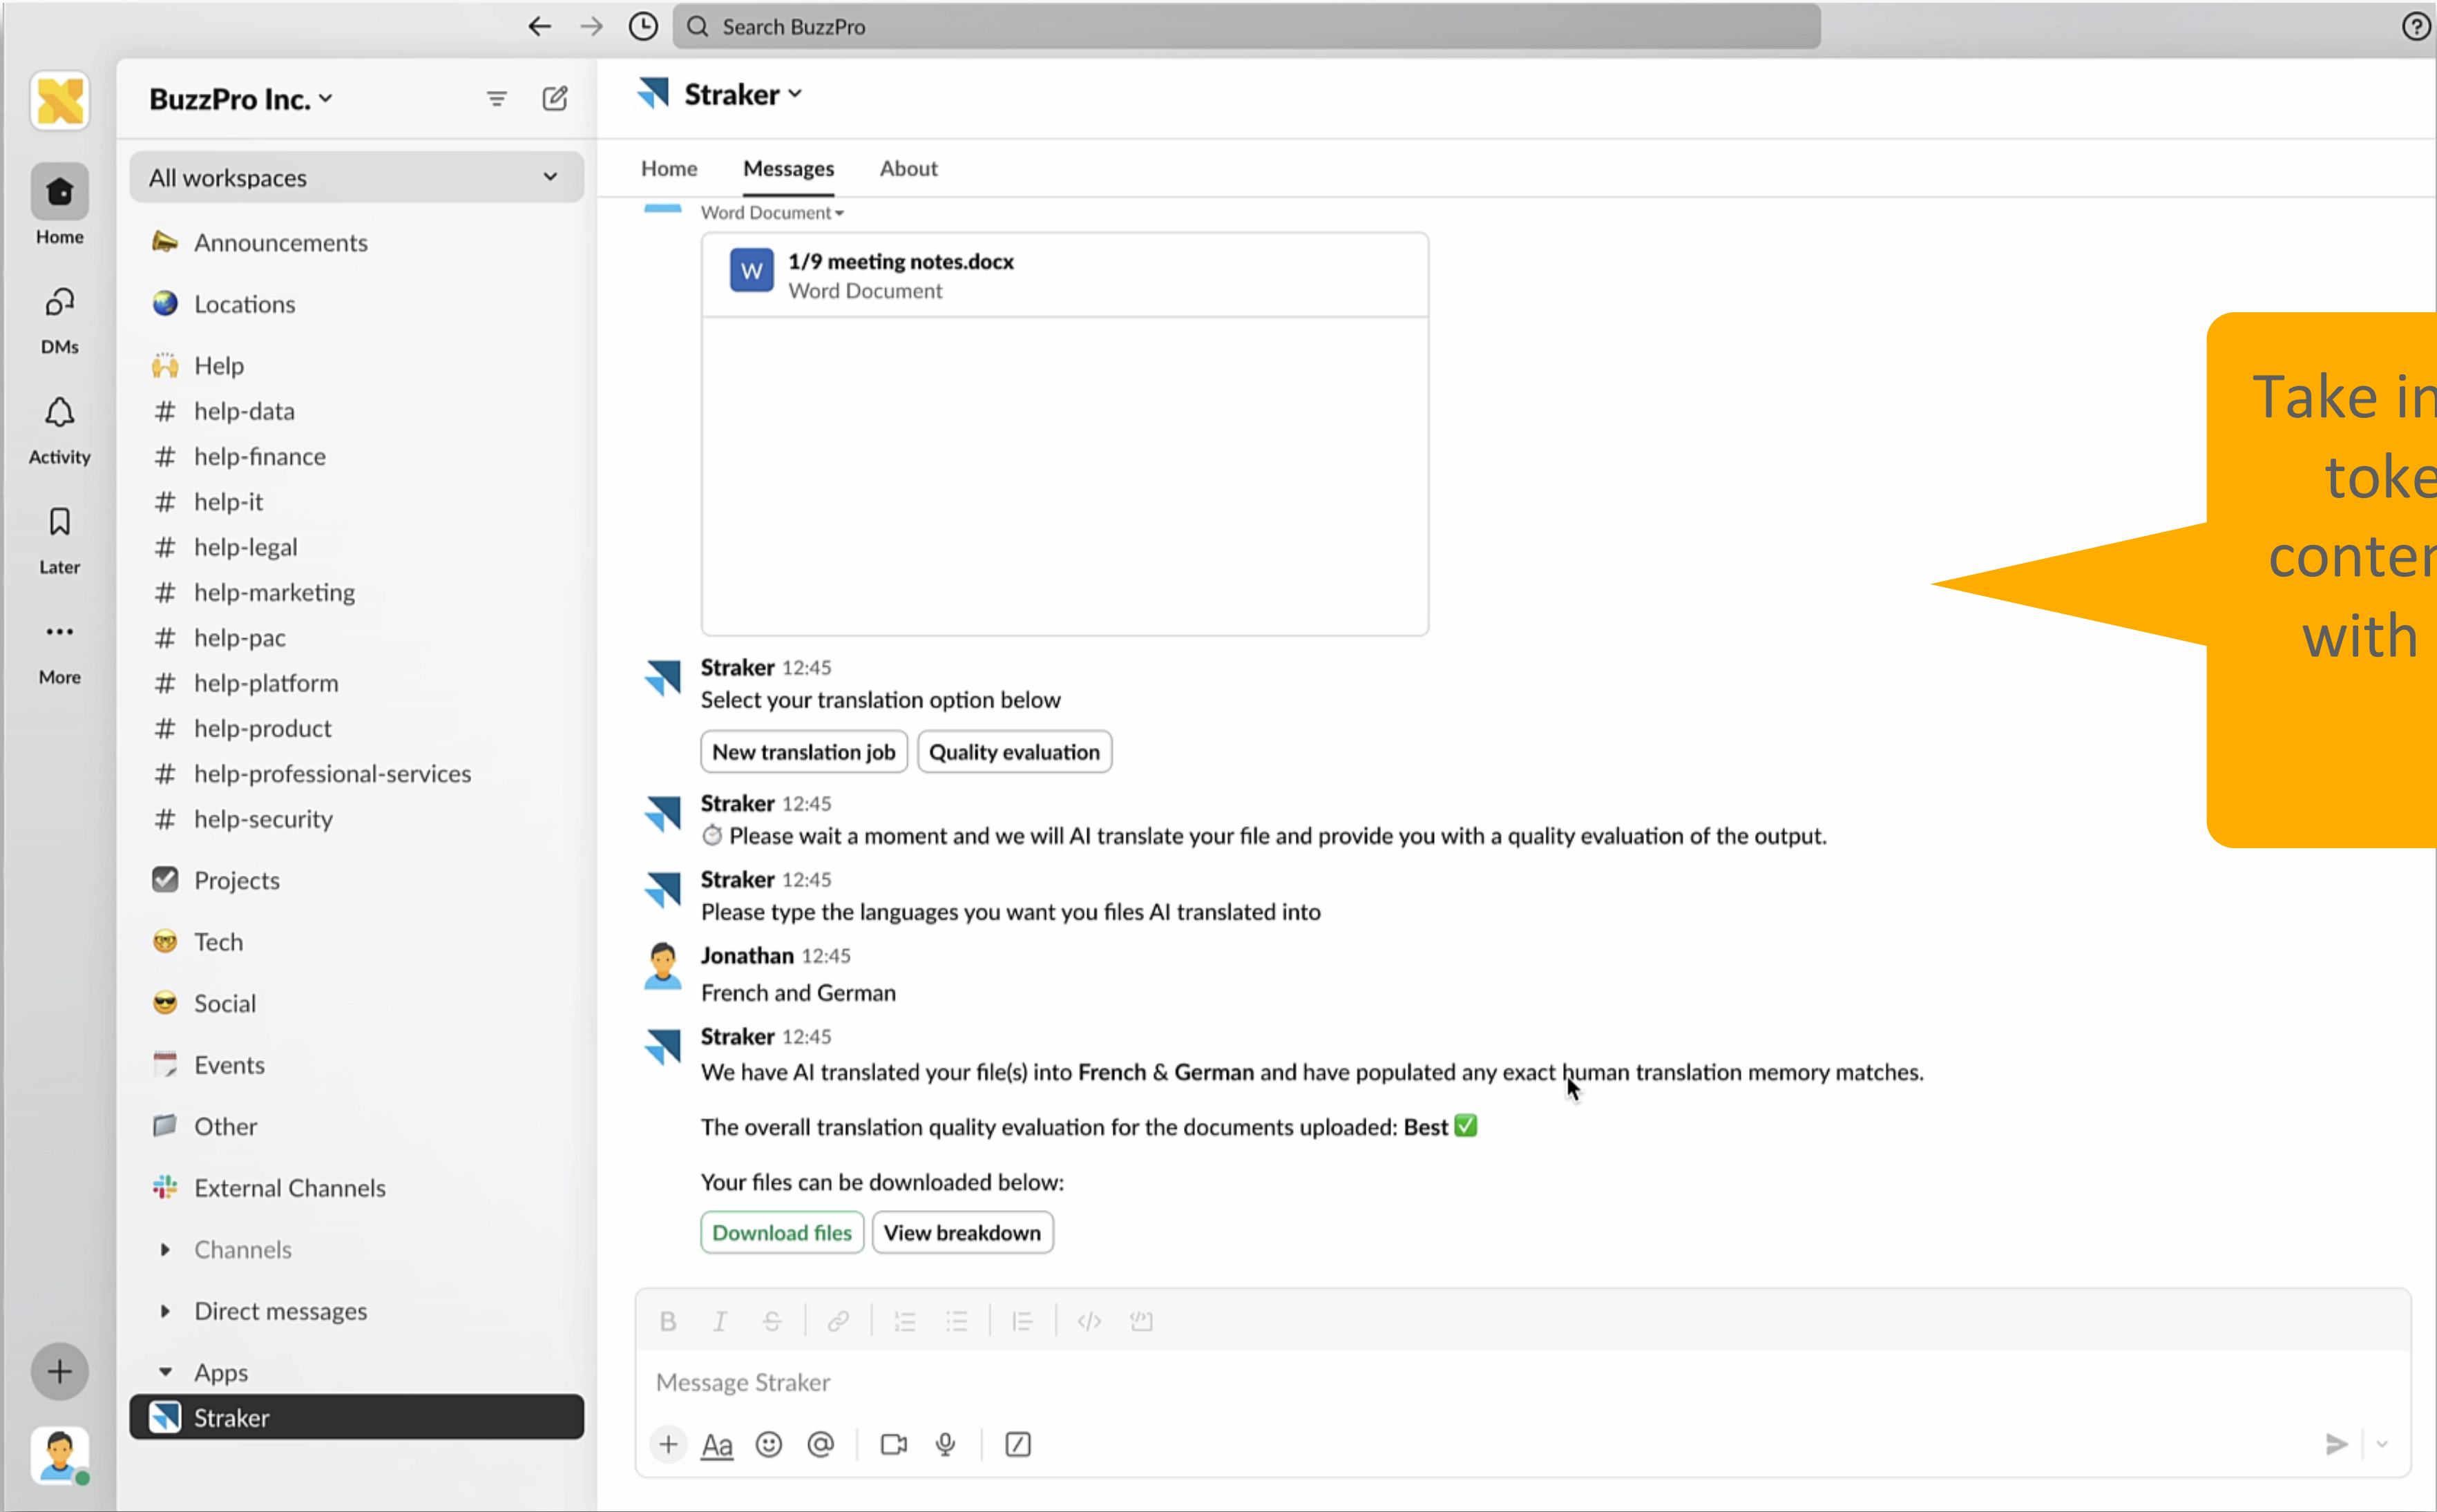 Search BuzzPro
BuzzPro Inc.
All workspaces
Home
DMs
Activity
Later
More
Announcements
Locations
Help
# help-data
# help-finance
# help-it
# help-legal
# help-marketing
# help-pac
# help-platform
# help-product
# help-professional-services
# help-security
Projects
Tech
Social
Events
Other
External Channels
Channels
Direct messages
Apps
Straker
Straker
Home Messages About
Word Document
W
1/9 meeting notes.docx
Word Document
Straker 12:45
Select your translation option below
New translation job Quality evaluation
Straker 12:45
Please wait a moment and we will AI translate your file and provide you with a quality evaluation of the output.
Straker 12:45
Please type the languages you want you files AI translated into
Jonathan 12:45
French and German
Straker 12:45
We have AI translated your file(s) into French & German and have populated any exact human translation memory matches.
The overall translation quality evaluation for the documents uploaded: Best
Your files can be downloaded below:
Download files View breakdown
B I S
Message Straker
Aa @
Take
with